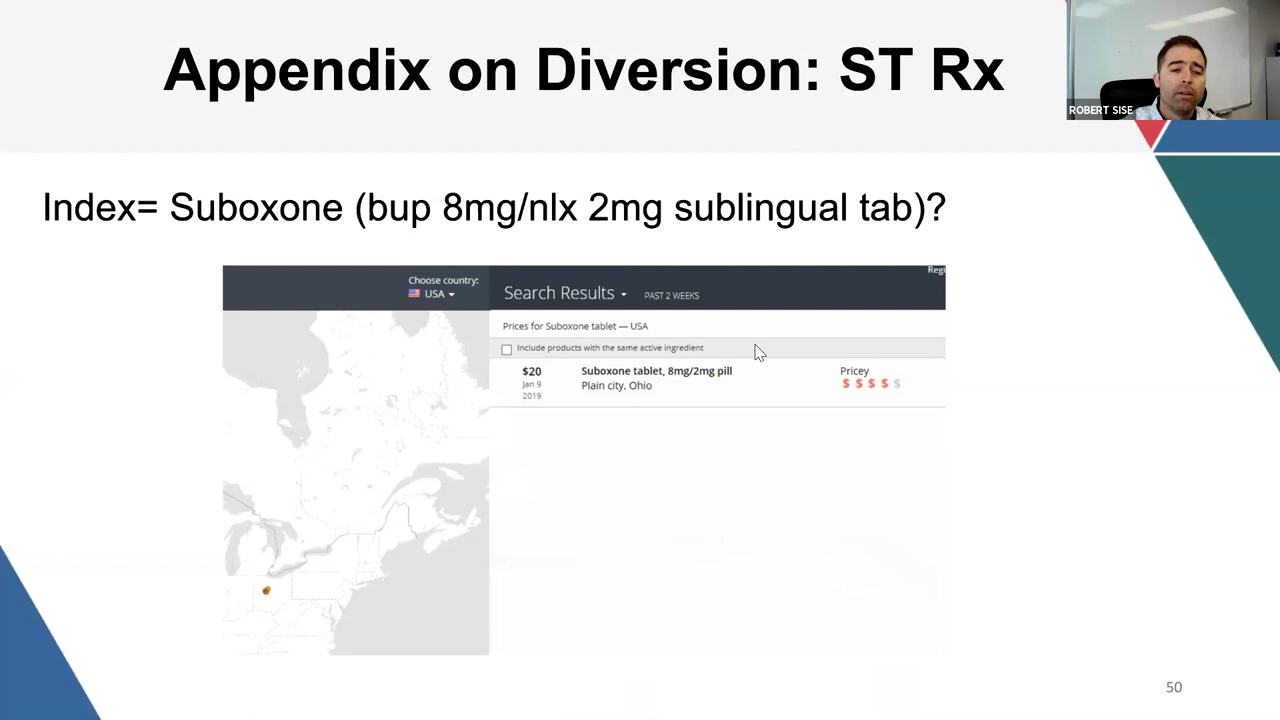 Appendix on Diversion: ST Rx
ROBERT SISE
Index= Suboxone (bup 8mg/nlx 2mg sublingual tab)?
Choose country:
USA
Search Results
PAST 2 WEEKS
Regi
Prices for Suboxone tablet — USA
Include products with the same active ingredient
$20
Jan 9
2019
Suboxone tablet, 8mg/2mg pill
Plain city, Ohio
Pricey
$ $ $ $ $
50